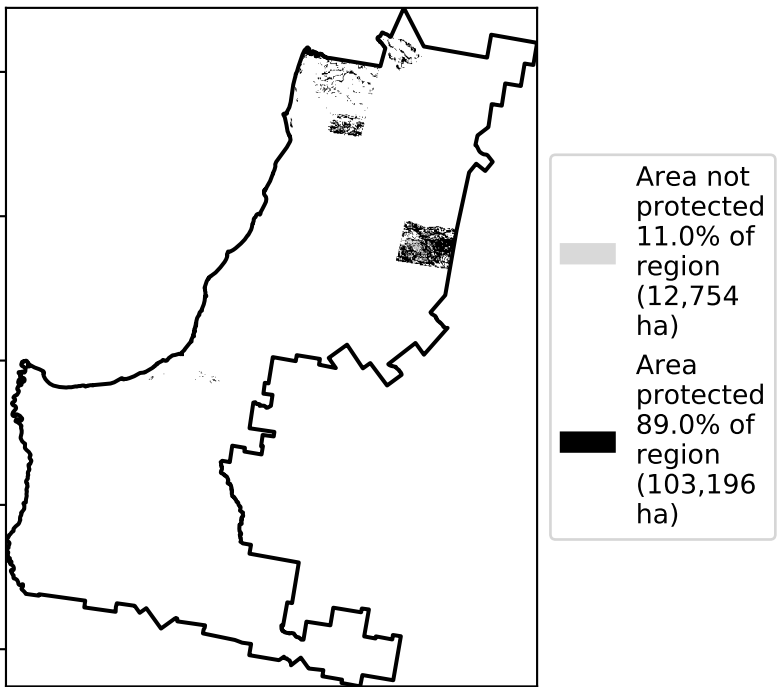 Area not
protected
11.0% of
region
(12,754
ha)
Area
protected
89.0% of
region
(103,196
ha)